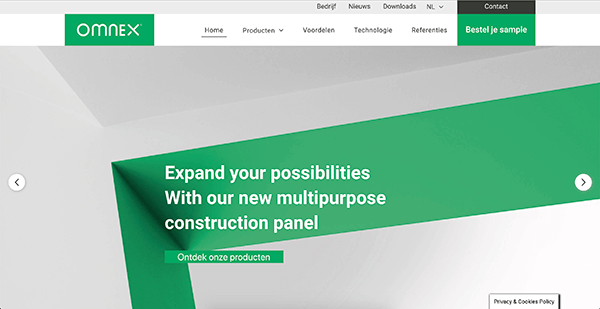 Bedrijf Nieuws Downloads NL Contact
OMNEX
Home Producten Voordelen Technologie Referenties Bestel je sample
Expand your possibilities
With our new multipurpose
construction panel
Ontdek onze producten
Privacy & Cookies Policy